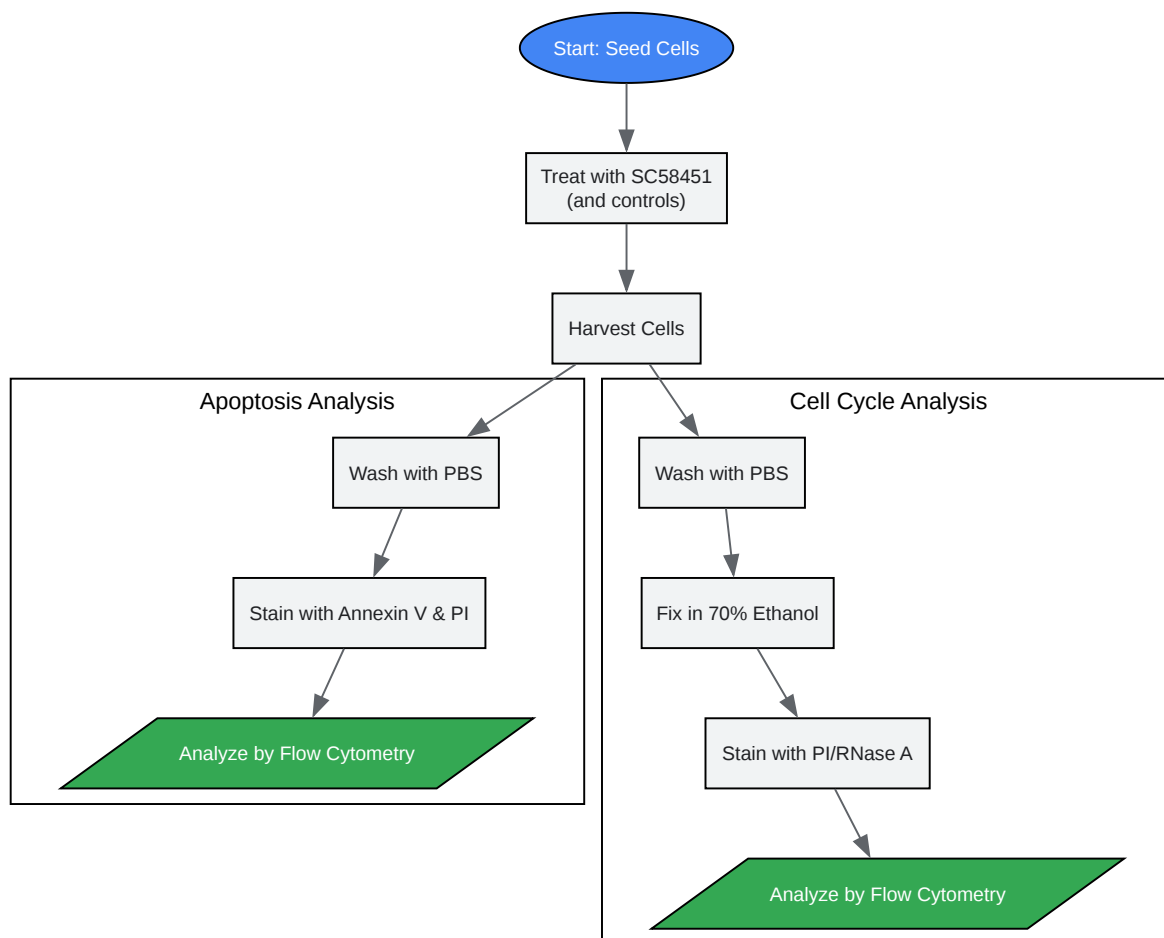 Start: Seed Cells
Treat with SC58451
(and controls)
Harvest Cells
Apoptosis Analysis
Wash with PBS
Stain with Annexin V & PI
Analyze by Flow Cytometry
Cell Cycle Analysis
Wash with PBS
Fix in 70% Ethanol
Stain with PI/RNase A
Analyze by Flow Cytometry